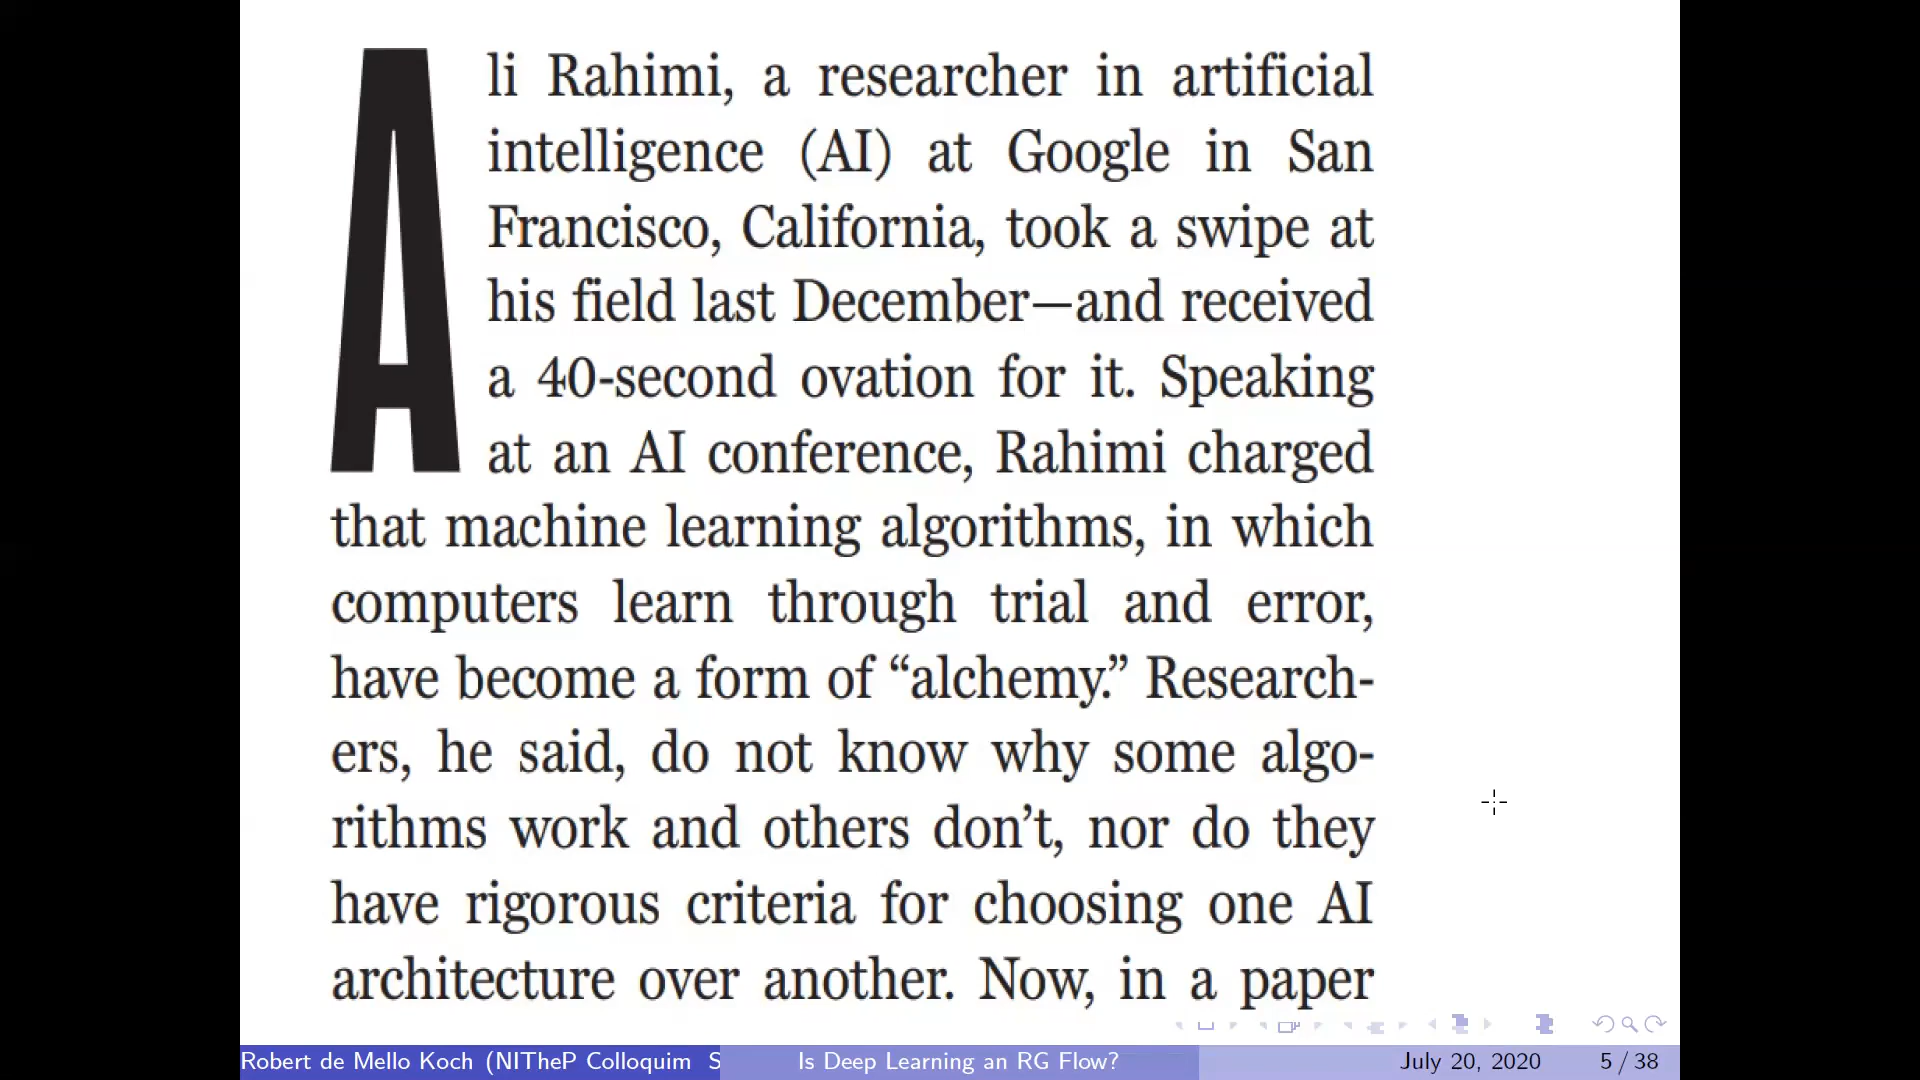 Ali Rahimi, a researcher in artificial
intelligence (AI) at Google in San
Francisco, California, took a swipe at
his field last December—and received
a 40-second ovation for it. Speaking
at an AI conference, Rahimi charged
that machine learning algorithms, in which
computers learn through trial and error,
have become a form of “alchemy.” Research-
ers, he said, do not know why some algo-
rithms work and others don’t, nor do they
have rigorous criteria for choosing one AI
architecture over another. Now, in a paper
Robert de Mello Koch (NITheP Colloquim S
Is Deep Learning an RG Flow?
July 20, 2020
5 / 38